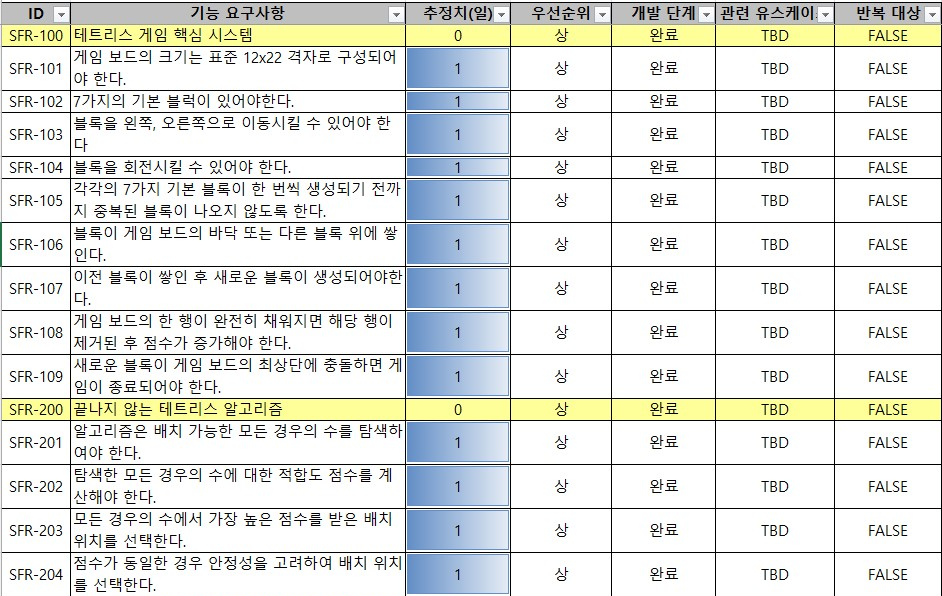 ID 기능 요구사항 추정치(일) 우선순위 개발 단계 관련 유스케이
반복 대상
SFR-100 테트리스 게임 핵심 시스템 0 상 완료 TBD FALSE
SFR-101 게임 보드의 크기는 표준 12x22 격자로 구성되어
야 한다. 1 상 완료 TBD FALSE
SFR-102 7가지의 기본 블럭이 있어야한다. 1 상 완료 TBD FALSE
SFR-103 블록을 왼쪽, 오른쪽으로 이동시킬 수 있어야 한
다 1 상 완료 TBD FALSE
SFR-104 블록을 회전시킬 수 있어야 한다. 1 상 완료 TBD FALSE
SFR-105 각각의 7가지 기본 블록이 한 번씩 생성되기 전까
지 중복된 블록이 나오지 않도록 한다. 1 상 완료 TBD FALSE
SFR-106 블록이 게임 보드의 바닥 또는 다른 블록 위에 쌓
인다. 1 상 완료 TBD FALSE
SFR-107 이전 블록이 쌓인 후 새로운 블록이 생성되어야한
다. 1 상 완료 TBD FALSE
SFR-108 게임 보드의 한 행이 완전히 채워지면 해당 행이
제거된 후 점수가 증가해야 한다. 1 상 완료 TBD FALSE
SFR-109 새로운 블록이 게임 보드의 최상단에 충돌하면 게
임이 종료되어야 한다. 1 상 완료 TBD FALSE
SFR-200 끝나지 않는 테트리스 알고리즘 0 상 완료 TBD FALSE
SFR-201 알고리즘은 배치 가능한 모든 경우의 수를 탐색하
여야 한다. 1 상 완료 TBD FALSE
SFR-202 탐색한 모든 경우의 수에 대한 적합도 점수를 계
산해야 한다. 1 상 완료 TBD FALSE
SFR-203 모든 경우의 수에서 가장 높은 점수를 받은 배치
위치를 선택한다. 1 상 완료 TBD FALSE
SFR-204 점수가 동일한 경우 안정성을 고려하여 배치 위치
를 선택한다. 1 상 완료 TBD FALSE